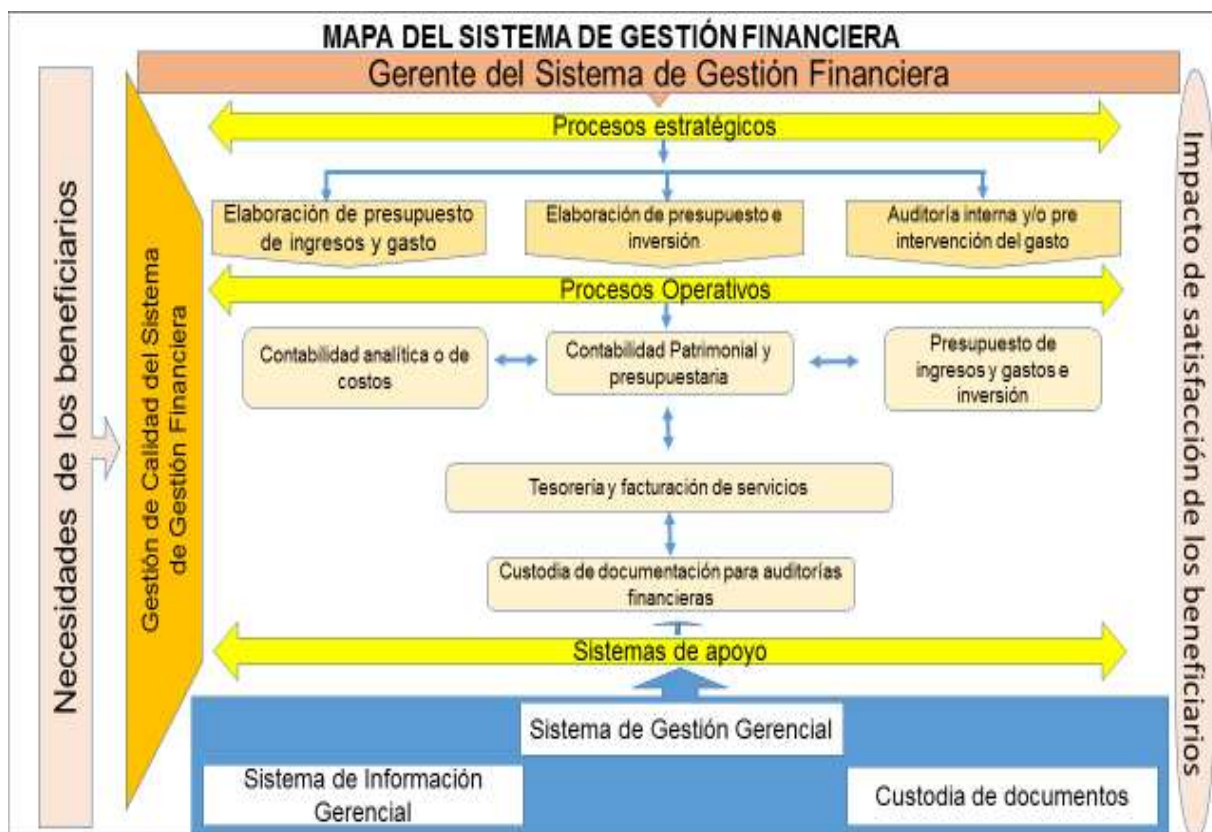 MAPA DEL SISTEMA DE GESTIÓN FINANCIERA
Gerente del Sistema de Gestión Financiera
Necesidades de los beneficiarios
Gestión de Calidad del Sistema
de Gestión Financiera
Procesos estratégicos
Elaboración de presupuesto
de ingresos y gasto
Elaboración de presupuesto e
inversión
Auditoría interna y/o pre
intervención del gasto
Procesos Operativos
Contabilidad analítica o de
costos
Contabilidad Patrimonial y
presupuestaria
Presupuesto de
ingresos y gastos e
inversión
Tesorería y facturación de servicios
Custodia de documentación para auditorías
financieras
Sistemas de apoyo
Sistema de Gestión Gerencial
Sistema de Información
Gerencial
Custodia de documentos
Impacto de satisfacción de los beneficiarios